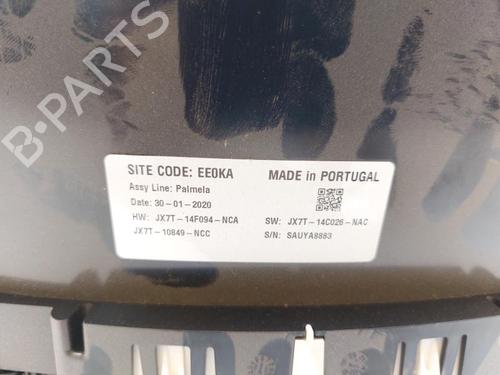 B-PARTS
SITE CODE: EE0KA
MADE in PORTUGAL
Assy Line: Palmela
Date: 30-01-2020
HW: JX7T-14F094-NCA
SW: JX7T-14C026-NAC
JX7T-10849-NCC
S/N: SAUYA8883